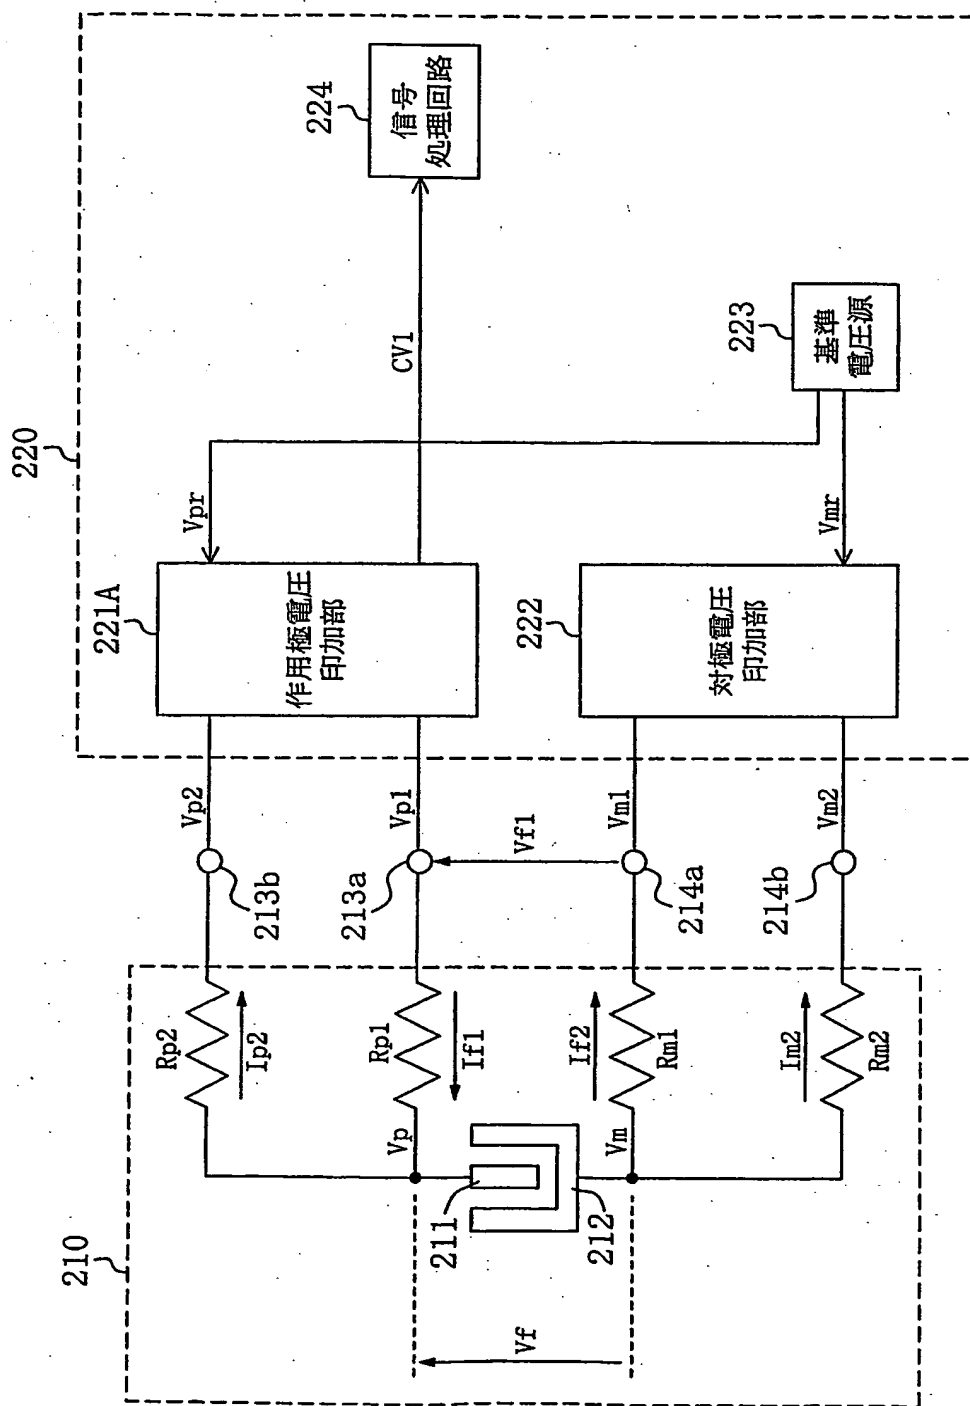 220
224
信号
処理回路
CV1
223
基準
電圧源
Vpr
Vmr
221A
作用極電圧
印加部
222
対極電圧
印加部
Vp2
Vp1
Vm1
Vm2
Vf1
213b
213a
214a
214b
210
Rp2
Ip2
Rp1
If1
If2
Rm1
Im2
Rm2
Vp
Vm
211
212
Vf